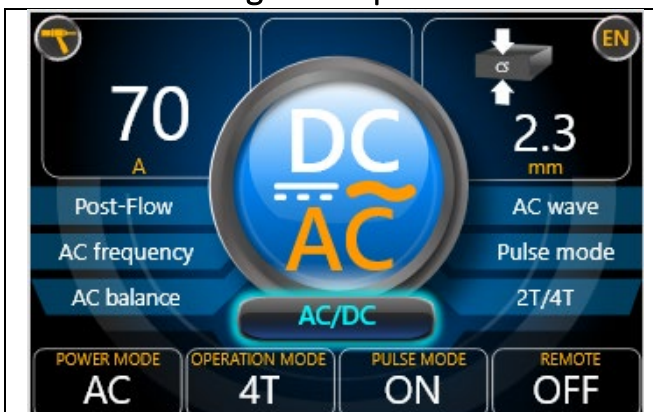 EN
CS
70
A
2.3
mm
DC
AC
Post-Flow
AC frequency
AC balance
AC wave
Pulse mode
2T/4T
AC/DC
POWER MODE
AC
OPERATION MODE
4T
PULSE MODE
ON
REMOTE
OFF